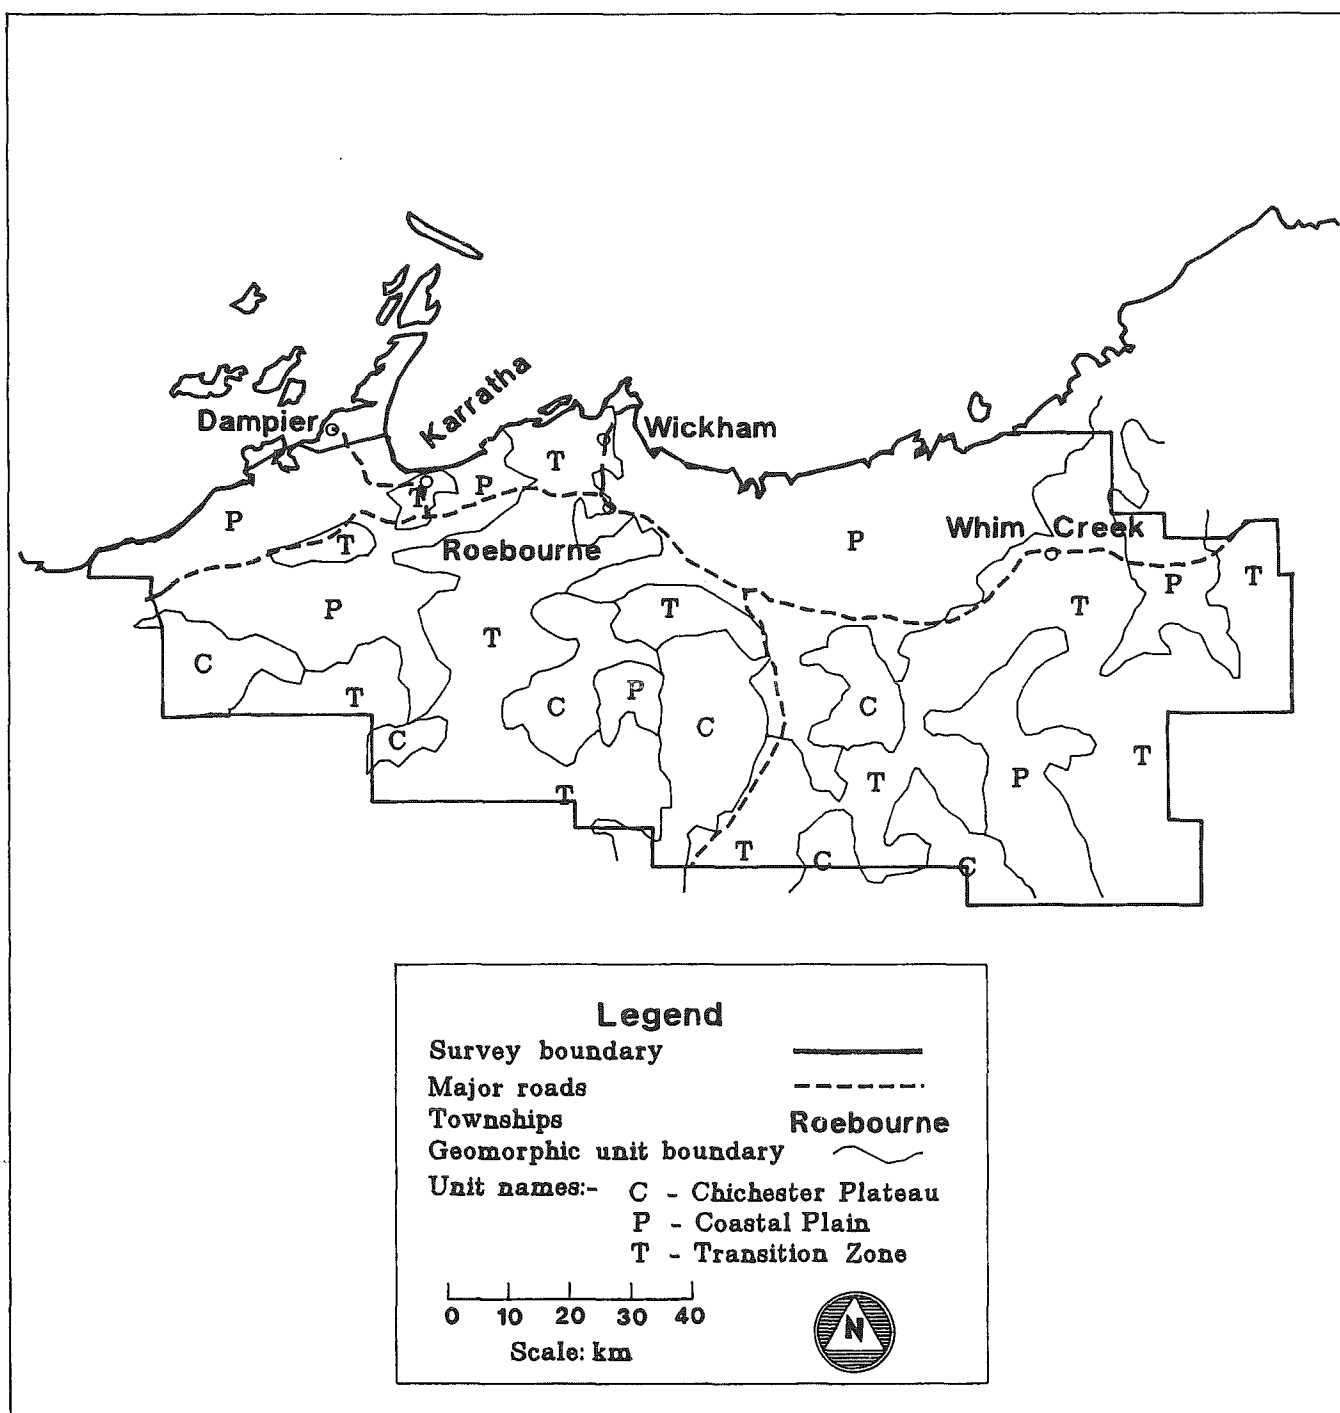 Karratha
Dampier
Wickham
T
P
T
P
Whim Creek
P
T
Roebourne
T
P
T
P
T
T
T
C
P
T
C
C
C
C
T
P
T
T
T
C
C
Legend
Survey boundary
Major roads
Townships Roebourne
Geomorphic unit boundary
Unit names:- C - Chichester Plateau
P - Coastal Plain
T - Transition Zone
0 10 20 30 40
Scale: km
N